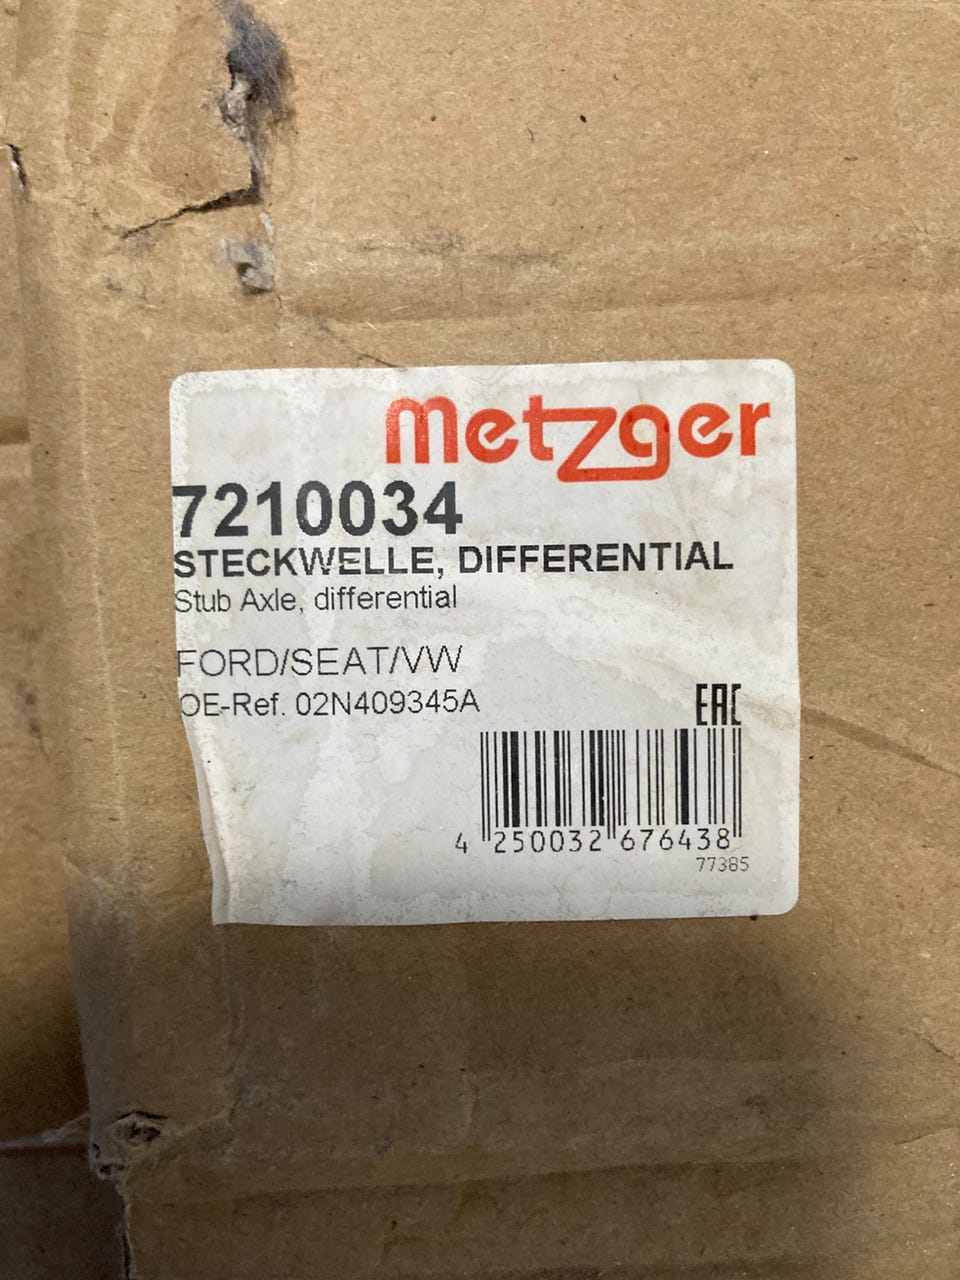 Metzger
7210034
STECKWELLE, DIFFERENTIAL
Stub Axle, differential
FORD/SEAT/VW
OE-Ref. 02N409345A
EAC
4 250032 676438
77385